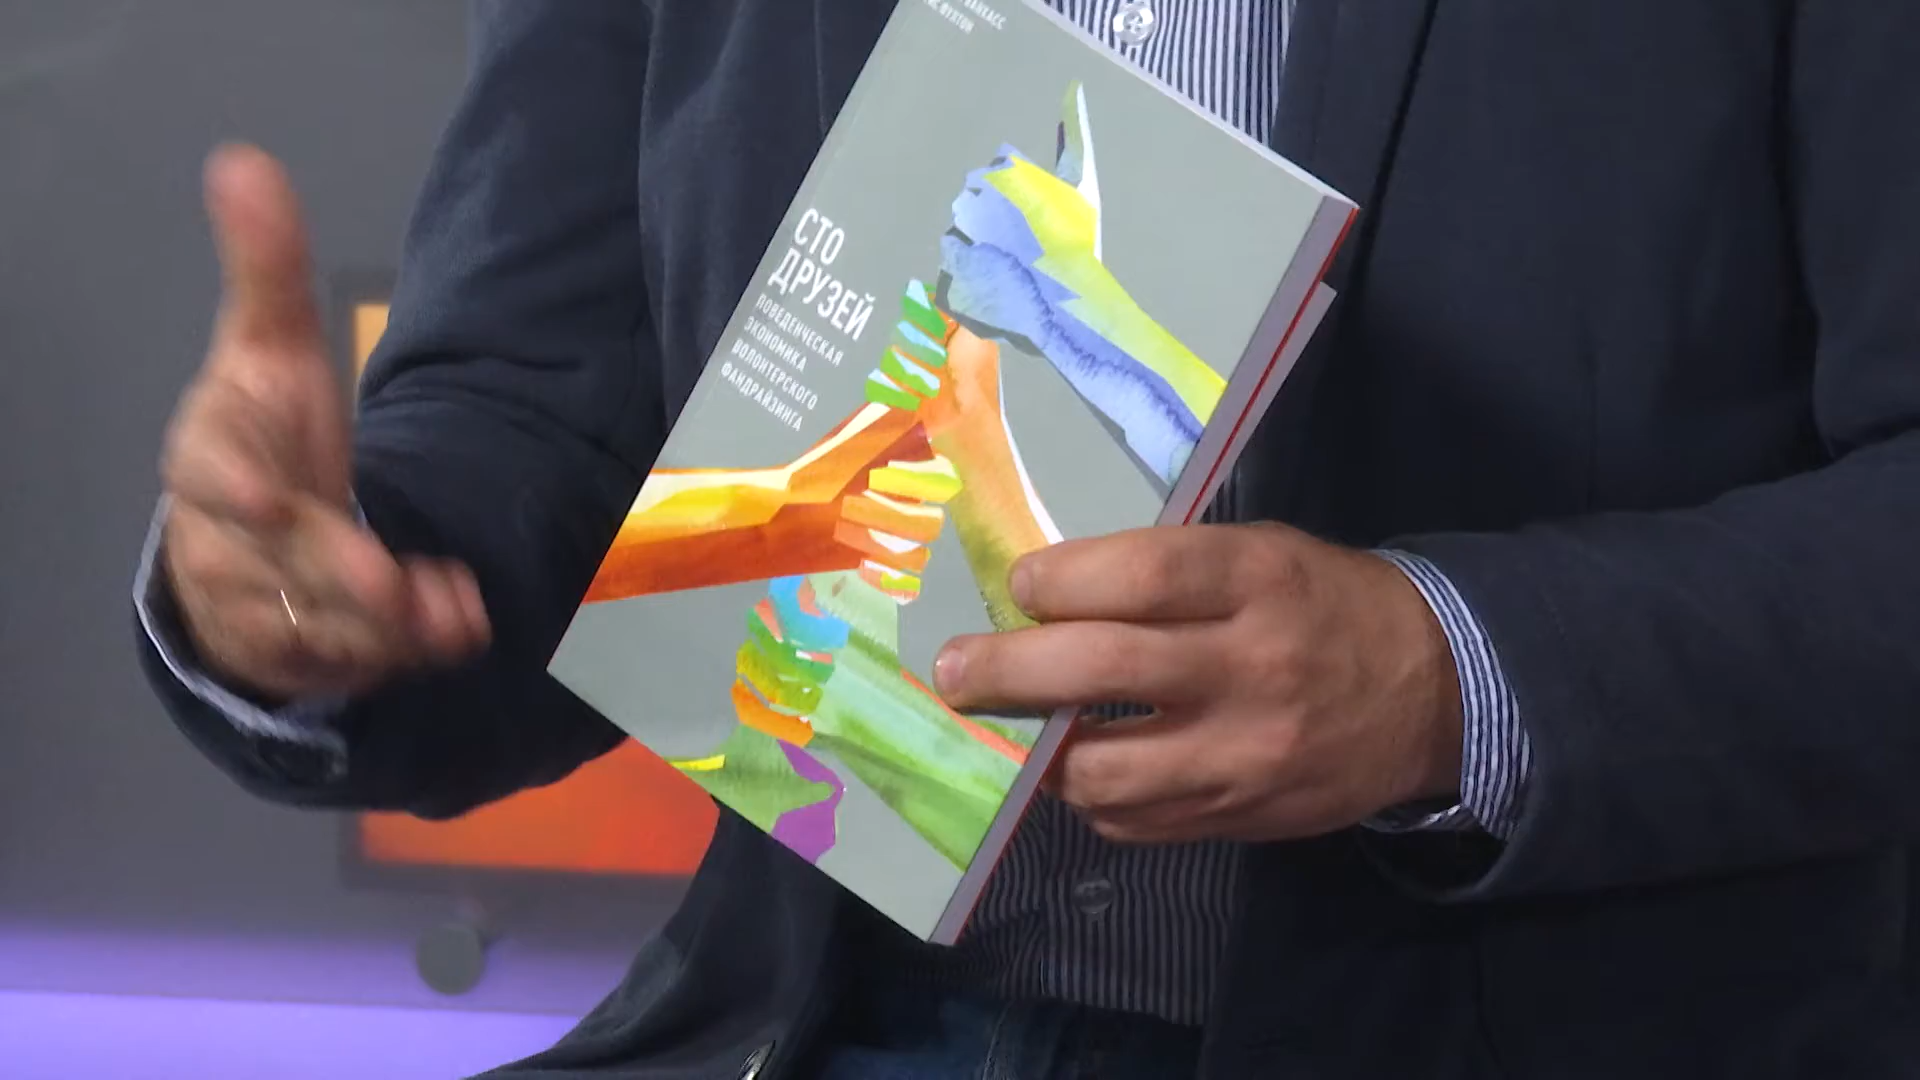 СТО
ДРУЗЕЙ
ПОВЕДЕНЧЕСКАЯ
ЭКОНОМИКА
ВОЛОНТЕРСКОГО
ФАНДРАЙЗИНГА